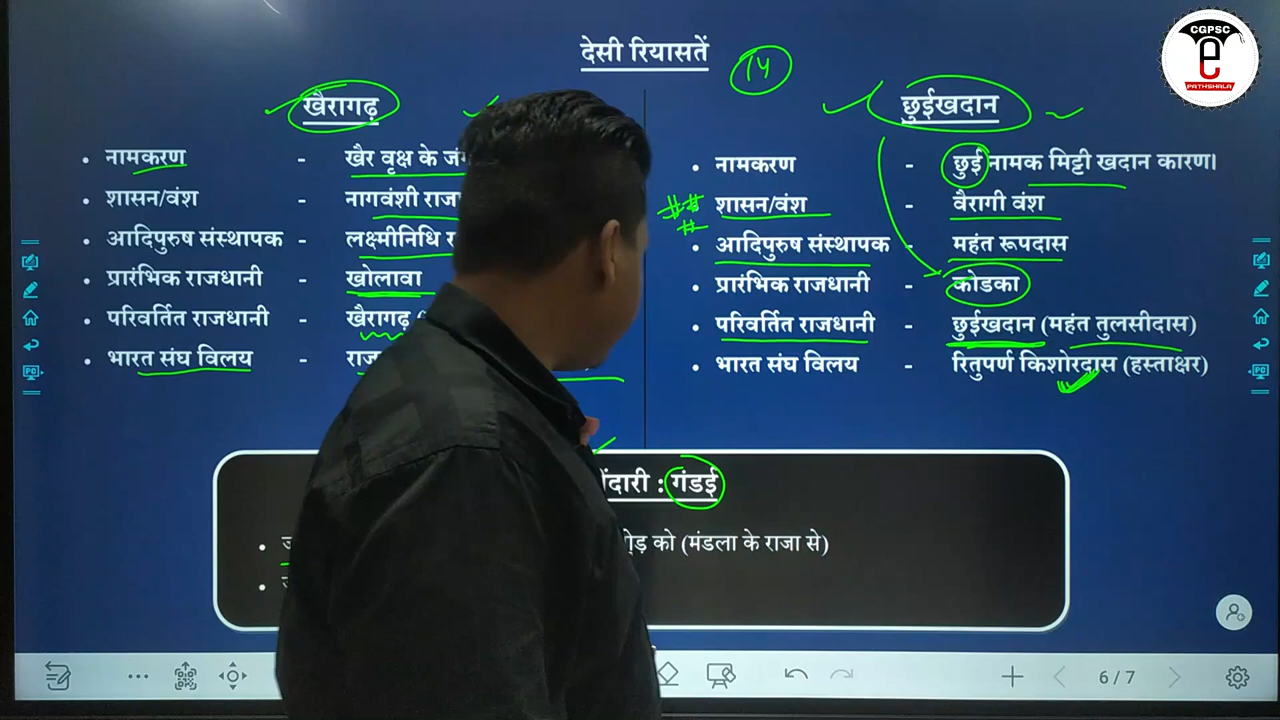 देसी रियासतें
14
CGPSC
e
PATHSHALA
खैरागढ़
नामकरण - खैर वृक्ष के
शासन/वंश - नागवंशी
आदिपुरुष संस्थापक - लक्ष्मीनिधि
प्रारंभिक राजधानी - खोलावा
परिवर्तित राजधानी - खैरागढ़
भारत संघ विलय -
छुईखदान
नामकरण - छुई नामक मिट्टी खदान कारण।
शासन/वंश - वैरागी वंश
आदिपुरुष संस्थापक - महंत रूपदास
प्रारंभिक राजधानी - कोडका
परिवर्तित राजधानी - छुईखदान (महंत तुलसीदास)
भारत संघ विलय - रितुपर्ण किशोरदास (हस्ताक्षर)
: गंडई
को (मंडला के राजा से)
6/7